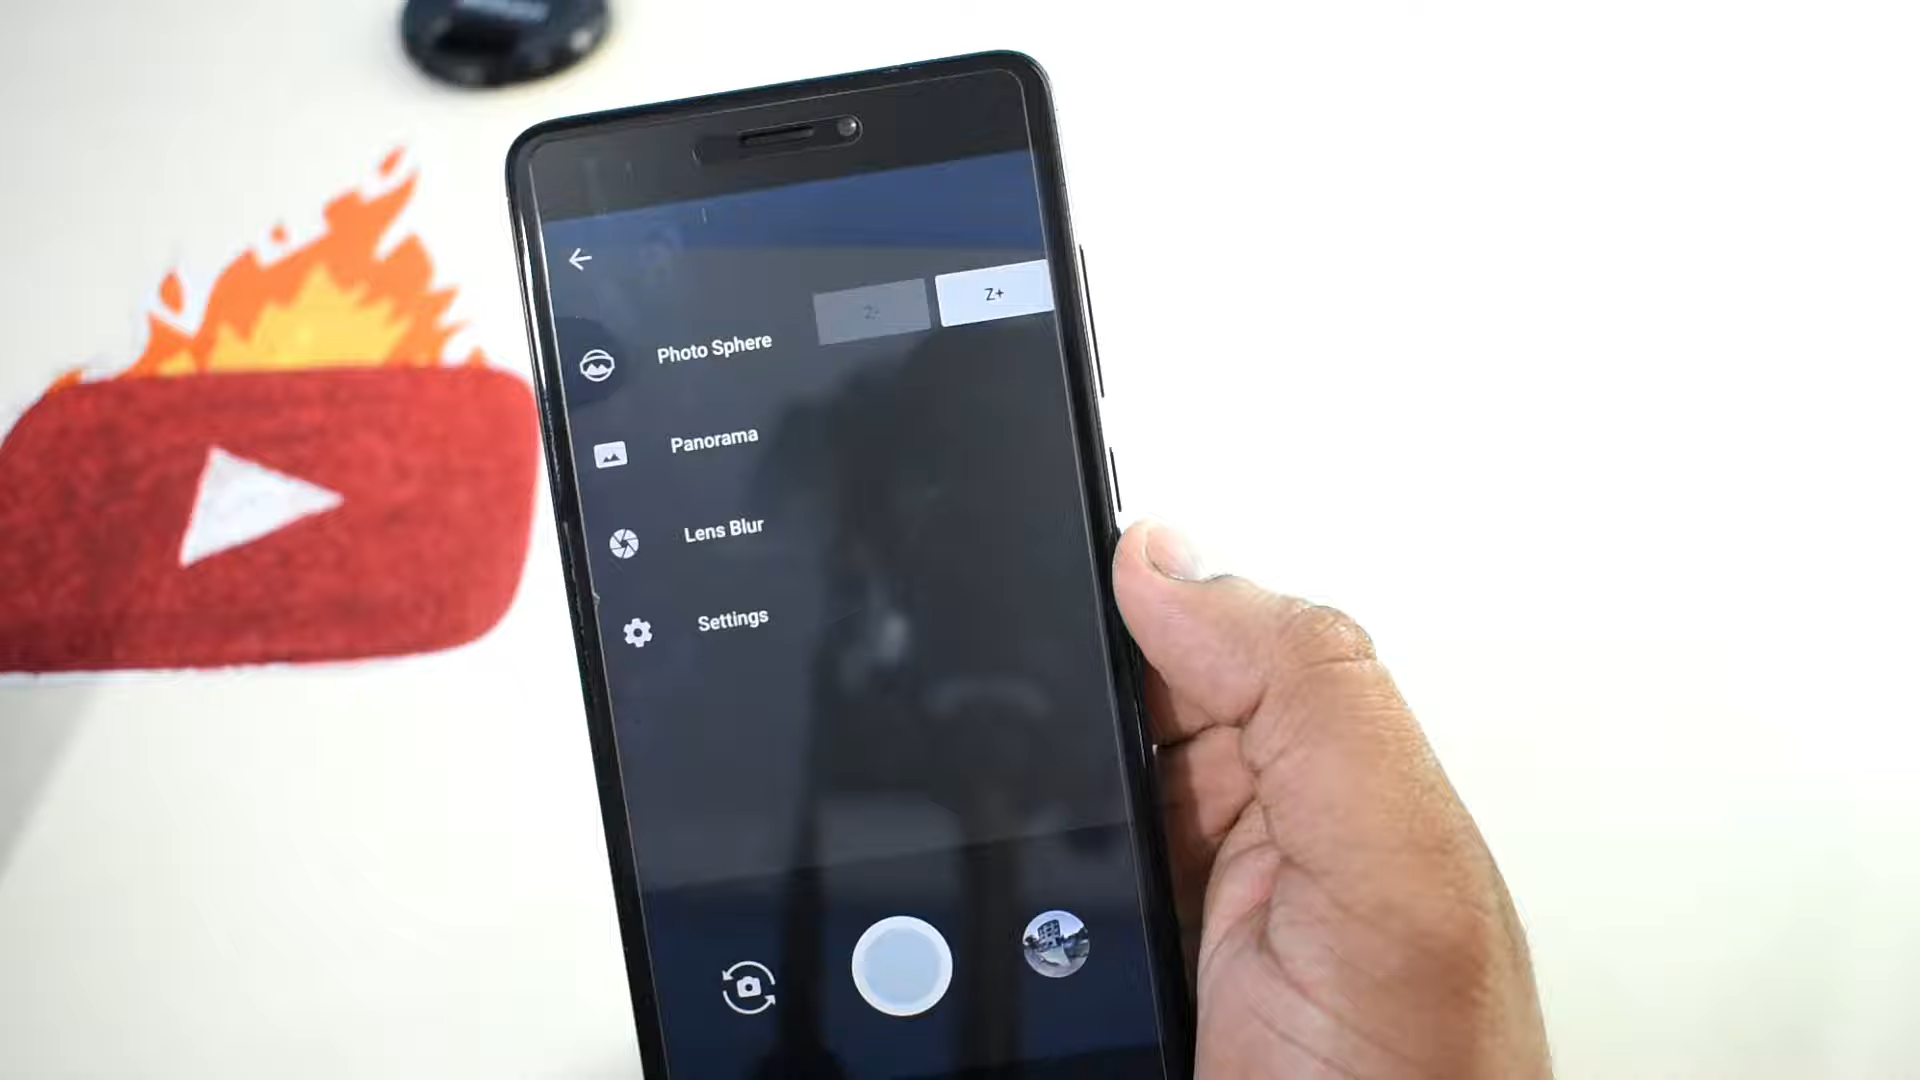 Z-
Z+
Photo Sphere
Panorama
Lens Blur
Settings